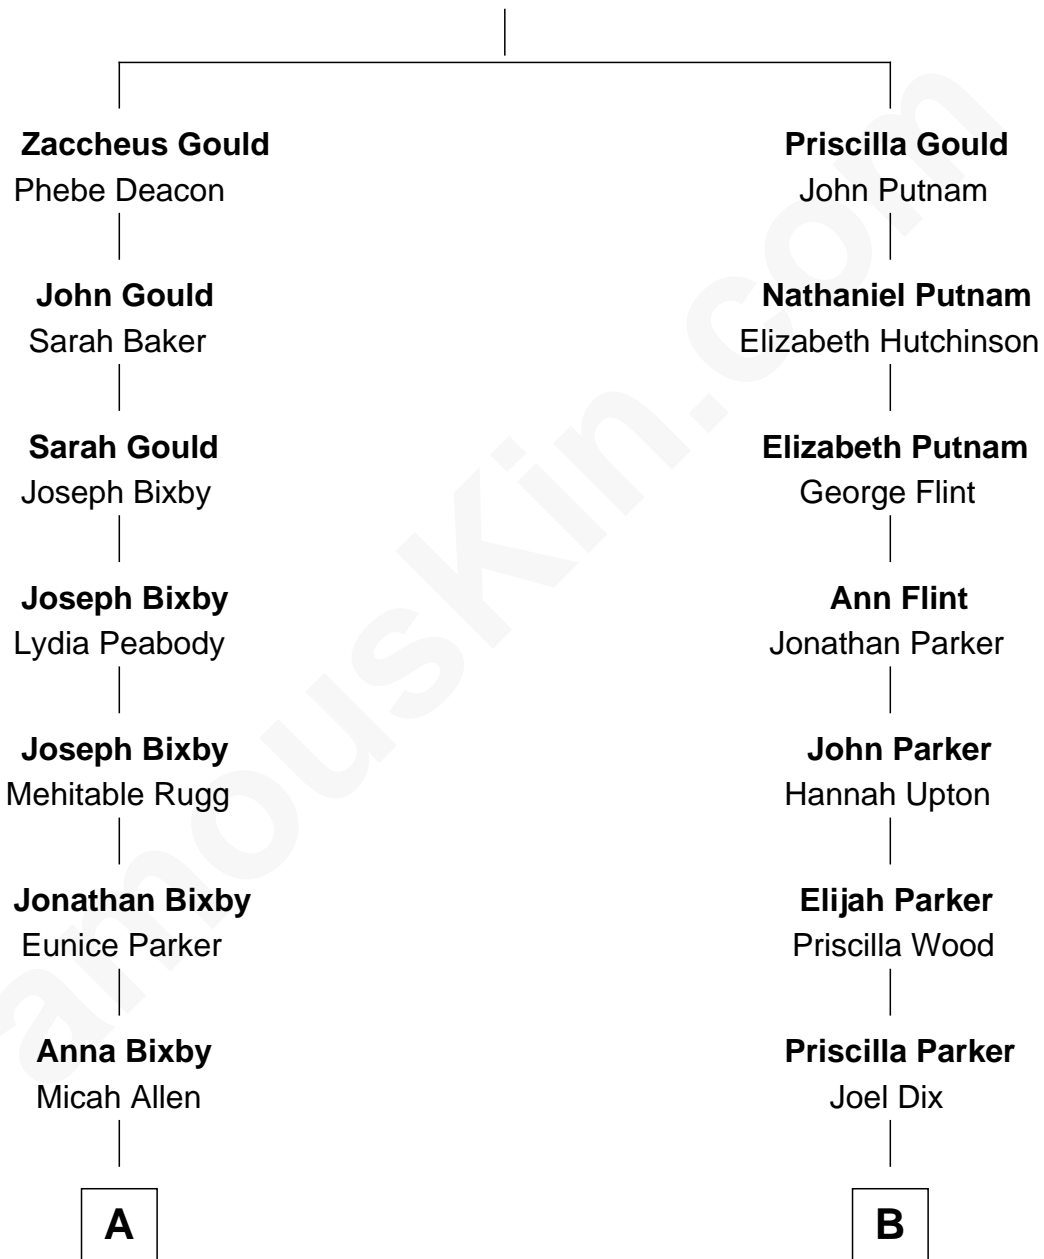 Zaccheus Gould
Phebe Deacon
John Gould
Sarah Baker
Sarah Gould
Joseph Bixby
Joseph Bixby
Lydia Peabody
Joseph Bixby
Mehitable Rugg
Jonathan Bixby
Eunice Parker
Anna Bixby
Micah Allen
A
Priscilla Gould
John Putnam
Nathaniel Putnam
Elizabeth Hutchinson
Elizabeth Putnam
George Flint
Ann Flint
Jonathan Parker
John Parker
Hannah Upton
Elijah Parker
Priscilla Wood
Priscilla Parker
Joel Dix
B
amousKin.com